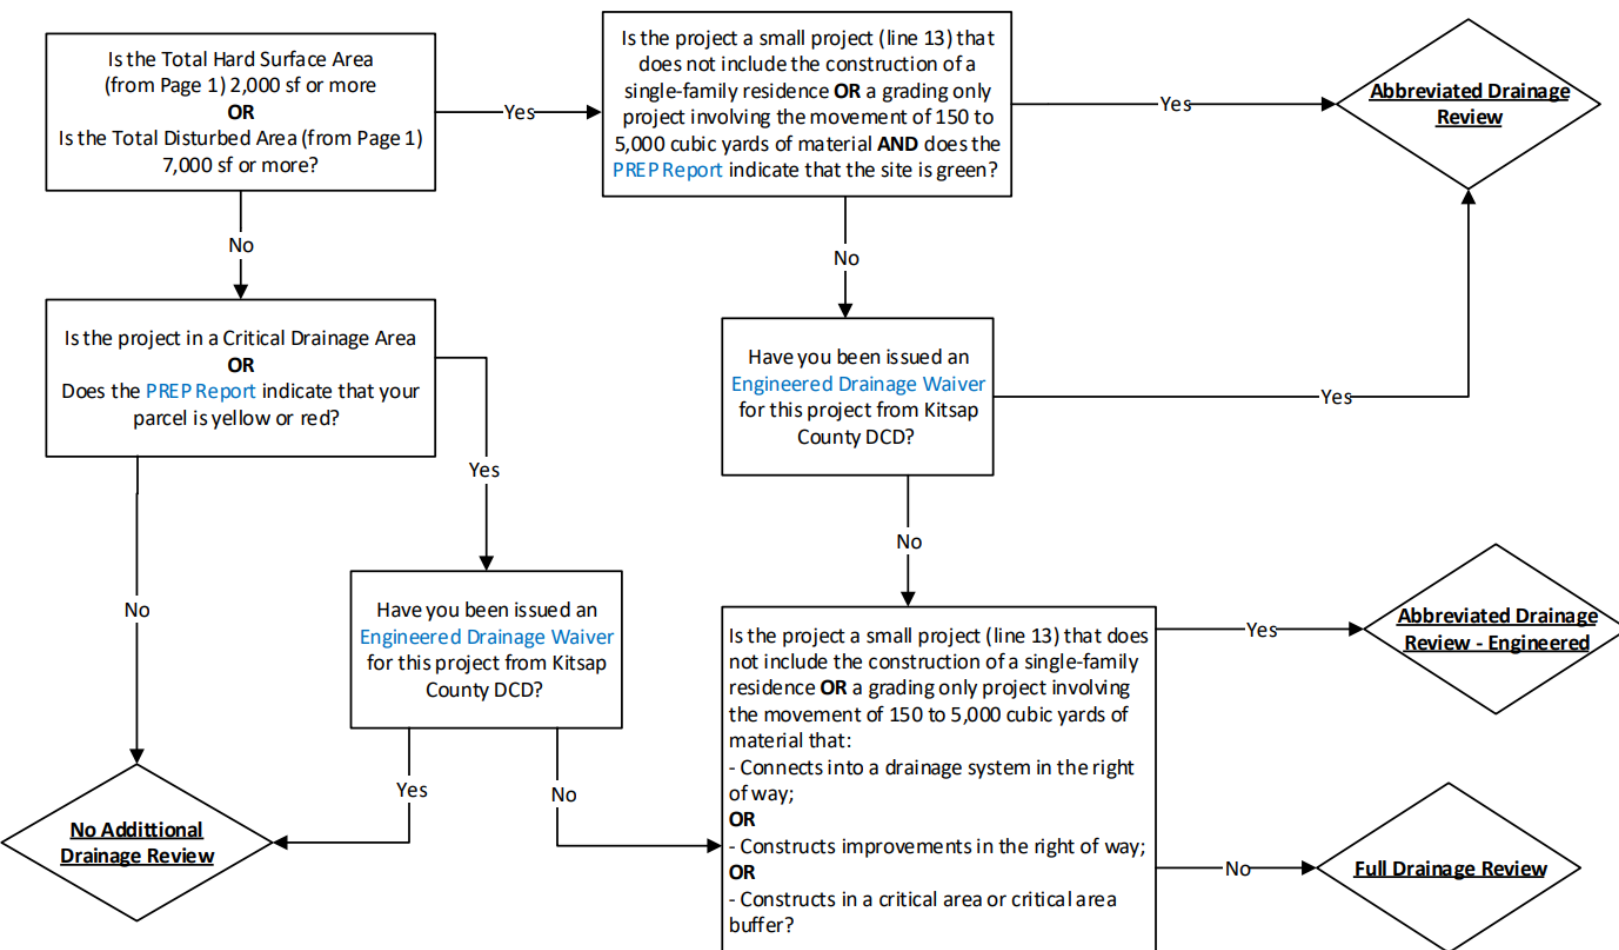 Is the Total Hard Surface Area
(from Page 1) 2,000 sf or more
OR
Is the Total Disturbed Area (from Page 1)
7,000 sf or more?
Yes
Is the project a small project (line 13) that
does not include the construction of a
single-family residence OR a grading only
project involving the movement of 150 to
5,000 cubic yards of material AND does the
PREP Report indicate that the site is green?
Yes
Abbreviated Drainage
Review
No
No
Is the project in a Critical Drainage Area
OR
Does the PREP Report indicate that your
parcel is yellow or red?
Have you been issued an
Engineered Drainage Waiver
for this project from Kitsap
County DCD?
Yes
Yes
No
No
Have you been issued an
Engineered Drainage Waiver
for this project from Kitsap
County DCD?
Yes
No
No Addittional
Drainage Review
Is the project a small project (line 13) that does
not include the construction of a single-family
residence OR a grading only project involving
the movement of 150 to 5,000 cubic yards of
material that:
- Connects into a drainage system in the right
of way;
OR
- Constructs improvements in the right of way;
OR
- Constructs in a critical area or critical area
buffer?
Yes
Abbreviated Drainage
Review - Engineered
No
Full Drainage Review